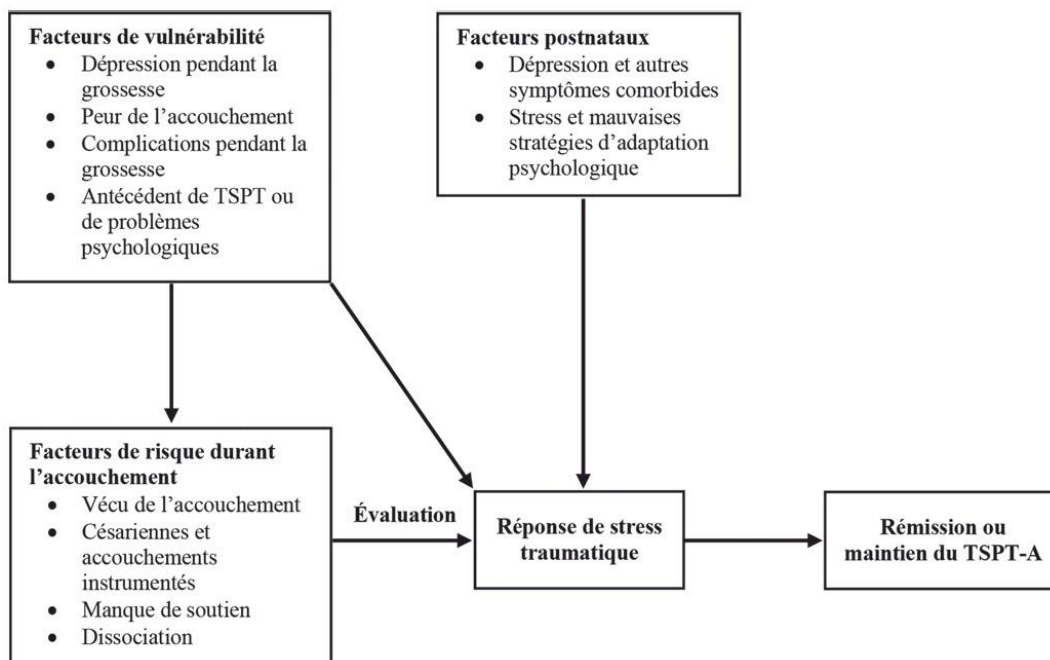 Facteurs de vulnérabilité
• Dépression pendant la
grossesse
• Peur de l’accouchement
• Complications pendant la
grossesse
• Antécédent de TSPT ou
de problèmes
psychologiques
Facteurs postnataux
• Dépression et autres
symptômes comorbides
• Stress et mauvaises
stratégies d’adaptation
psychologique
Facteurs de risque durant
l’accouchement
• Vécu de l’accouchement
• Césariennes et
accouchements
instrumentés
• Manque de soutien
• Dissociation
Évaluation
Réponse de stress
traumatique
Rémission ou
maintien du TSPT-A